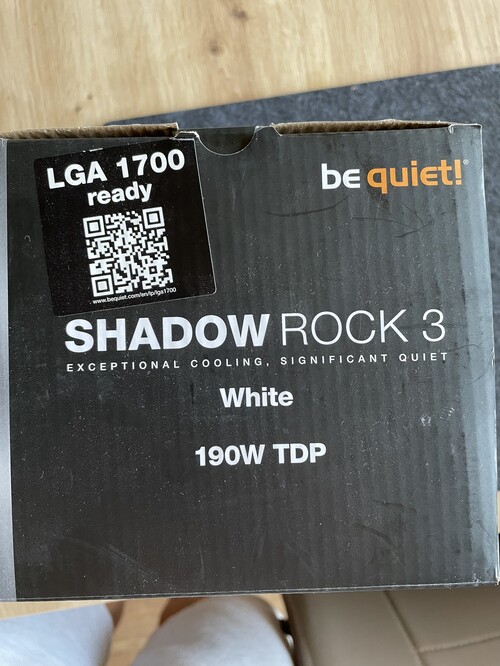 LGA 1700
ready
www.bequiet.com/en/lp/lga1700
be quiet!®
SHADOW ROCK 3
EXCEPTIONAL COOLING, SIGNIFICANT QUIET
White
190W TDP